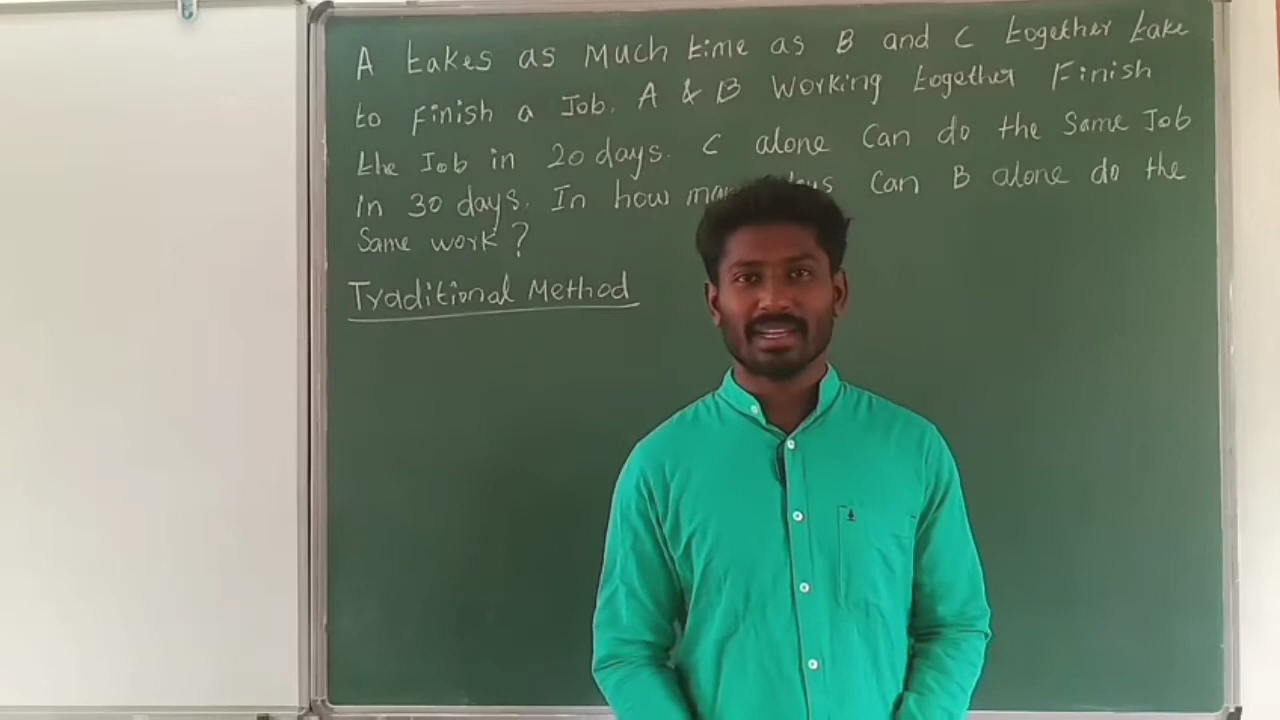 A takes as Much time as B and C together take
to Finish a Job. A & B Working together Finish
the Job in 20 days. C alone Can do the Same Job
in 30 days. In how Can B alone do the
Same work ?
Traditional Method